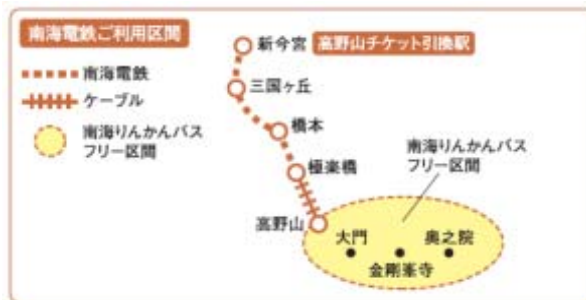 南海電鉄ご利用区間
南海電鉄
ケーブル
南海りんかんバス
フリー区間
新今宮
高野山チケット引換駅
三国ヶ丘
橋本
極楽橋
高野山
南海りんかんバス
フリー区間
大門
奥之院
金剛峯寺